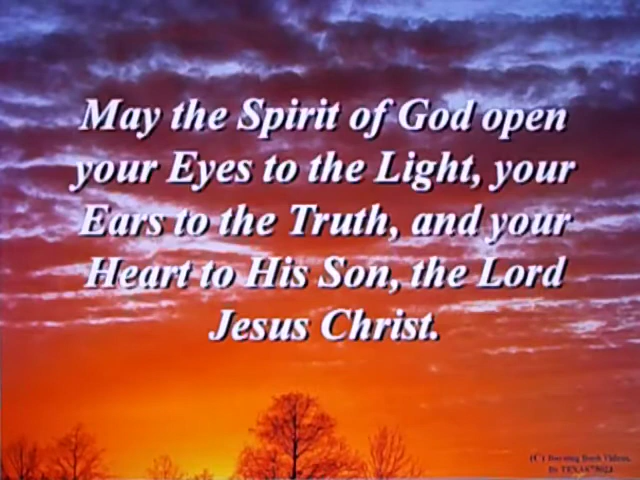 May the Spirit of God open
your Eyes to the Light, your
Ears to the Truth, and your
Heart to His Son, the Lord
Jesus Christ.